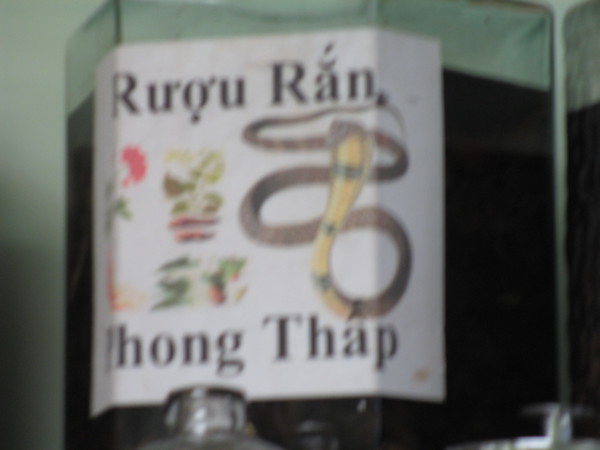 Rượu Rắn
Phong Thấp